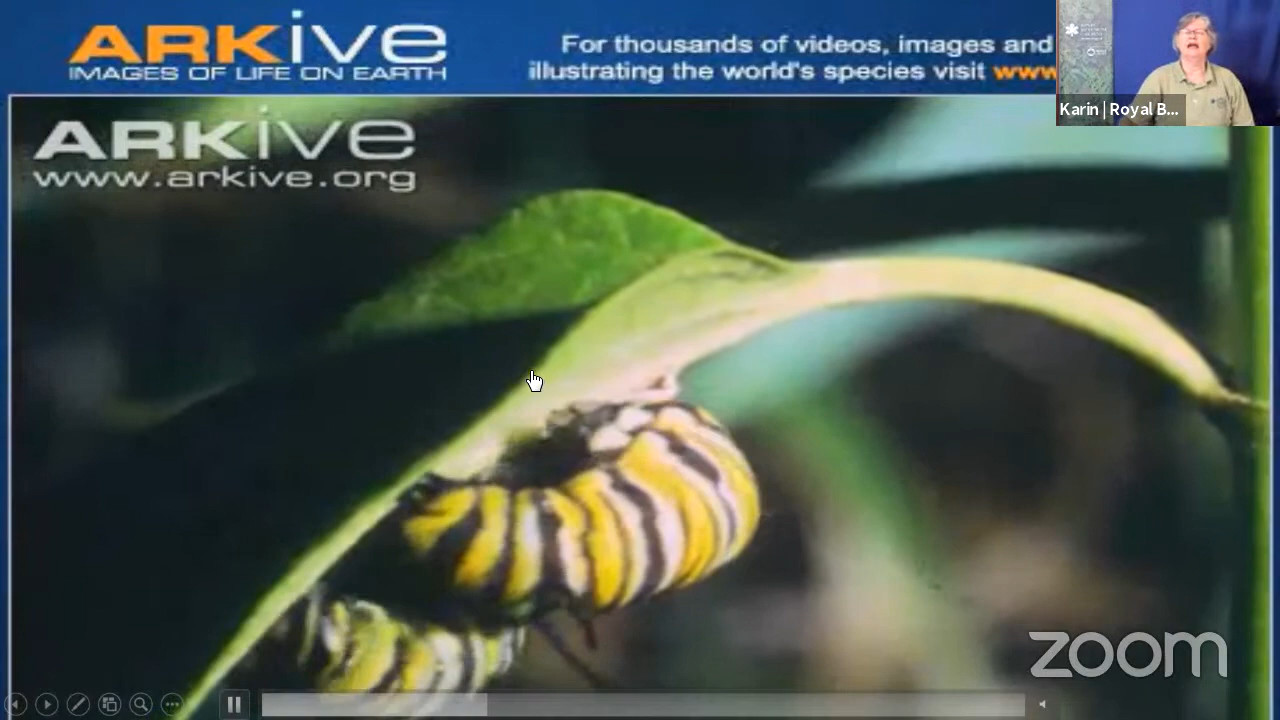 ARKive
IMAGES OF LIFE ON EARTH
For thousands of videos, images and
illustrating the world's species visit www
ARKive
www.arkive.org
Karin | Royal B...
zoom